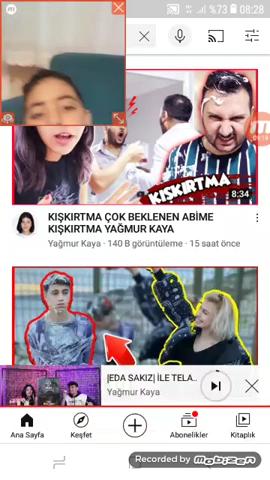 %73 08:28
KIŞKIRTMA
8:34
KIŞKIRTMA ÇOK BEKLENEN ABİME
KIŞKIRTMA YAĞMUR KAYA
Yağmur Kaya · 140 B görüntüleme · 15 saat önce
|EDA SAKIZ| İLE TELA...
Yağmur Kaya
Ana Sayfa
Keşfet
Abonelikler
Kitaplık
Recorded by MOBIZEN